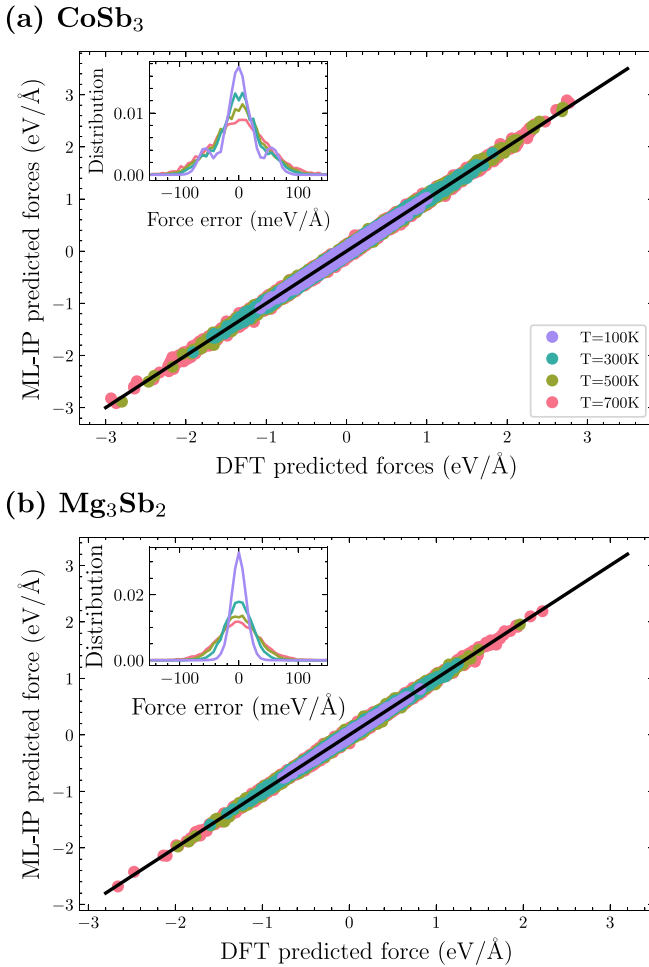 (a) CoSb₃
ML-IP predicted forces (eV/Å)
3
2
1
0
−1
−2
−3
Distribution
0.01
0.00
−100 0 100
Force error (meV/Å)
T=100K
T=300K
T=500K
T=700K
−3 −2 −1 0 1 2 3
DFT predicted forces (eV/Å)
(b) Mg₃Sb₂
ML-IP predicted force (eV/Å)
3
2
1
0
−1
−2
−3
Distribution
0.02
0.00
−100 0 100
Force error (meV/Å)
−3 −2 −1 0 1 2 3
DFT predicted force (eV/Å)